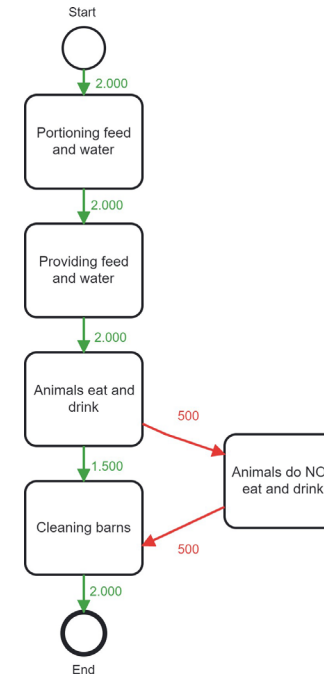 Start
2.000
Portioning feed
and water
2.000
Providing feed
and water
2.000
Animals eat and
drink
500
1.500
Animals do
eat and drink
Cleaning barns
500
2.000
End